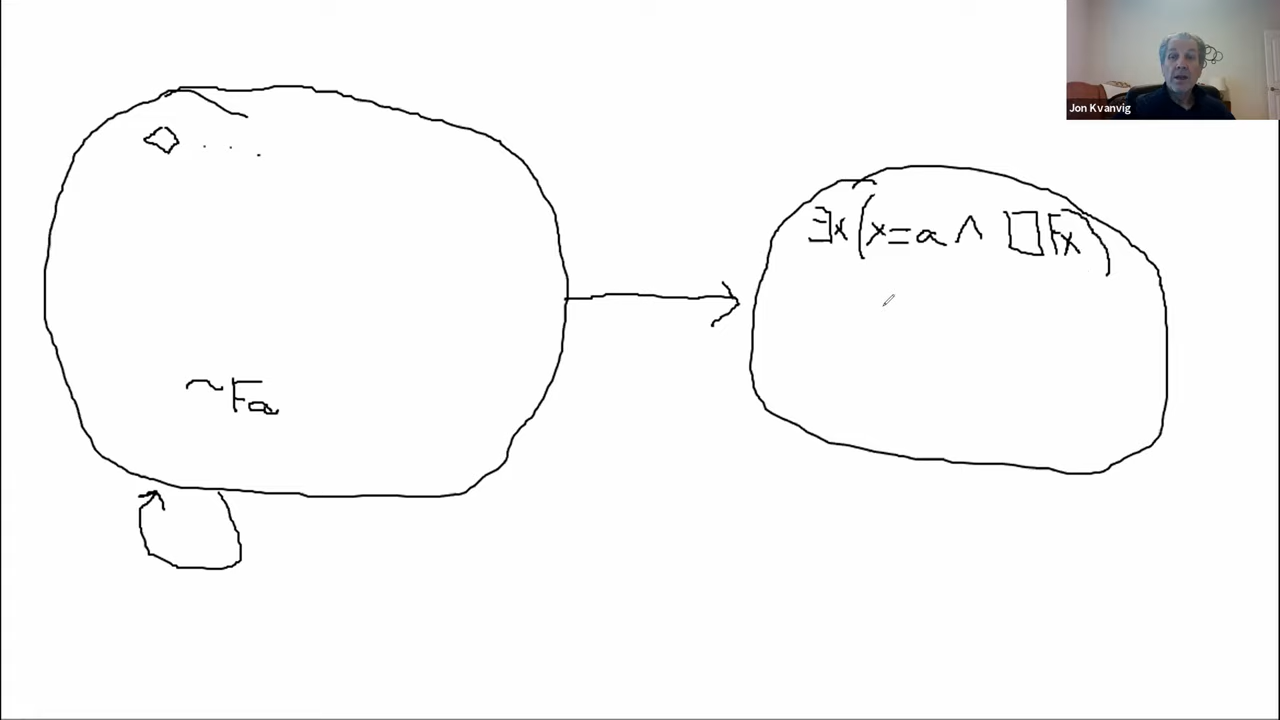 Jon Kvanvig
◇ . . .
∃x(x=a ∧ □Fx)
~Fa